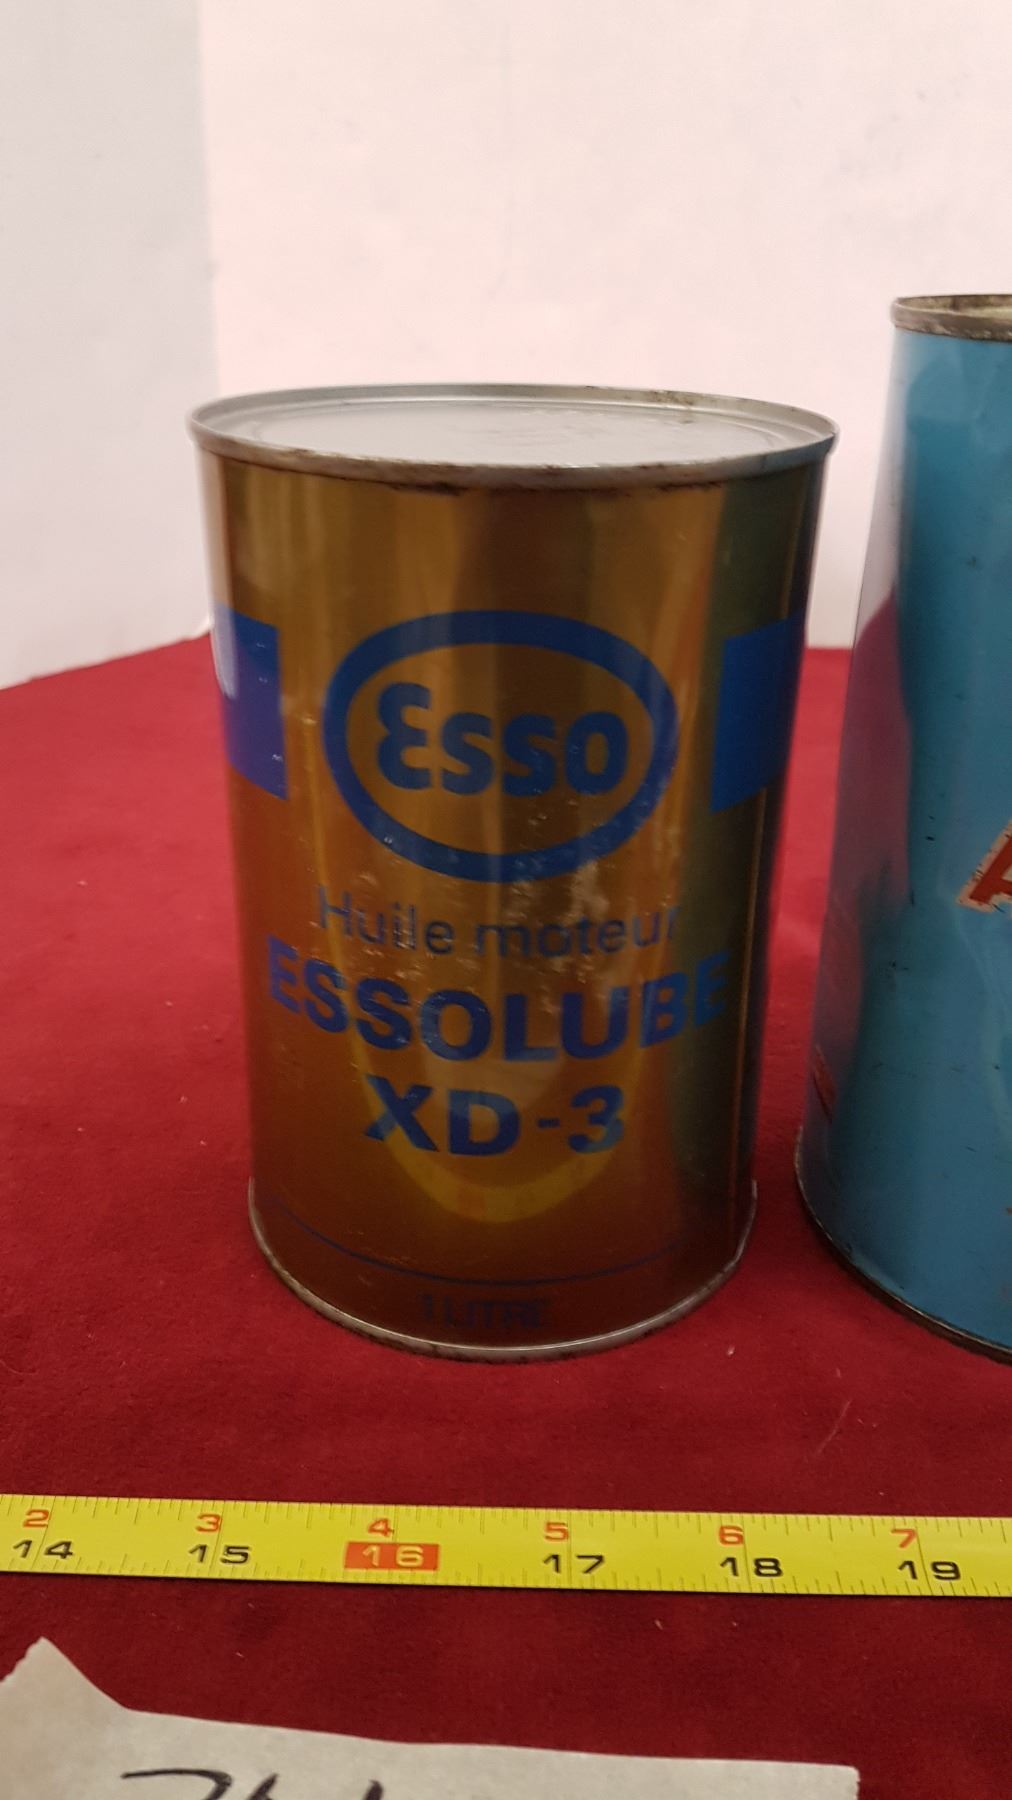 Esso
Huile moteur
ESSOLUBE
XD-3
1 LITRE
2 3 4 5 6 7
14 15 16 17 18 19